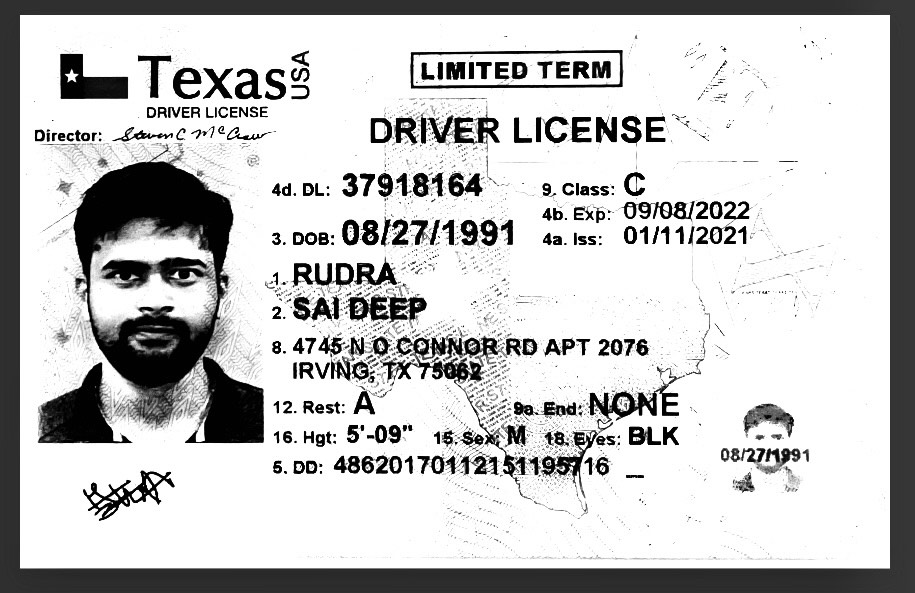 Texas USA
DRIVER LICENSE
Director:
LIMITED TERM
DRIVER LICENSE
4d. DL: 37918164 9. Class: C
4b. Exp: 09/08/2022
3. DOB: 08/27/1991 4a. Iss: 01/11/2021
1. RUDRA
2. SAI DEEP
8. 4745 N O CONNOR RD APT 2076
IRVING, TX 75062
12. Rest: A 9a. End: NONE
16. Hgt: 5'-09" 15. Sex: M 18. Eyes: BLK
5. DD: 48620170112151195716
08/27/1991